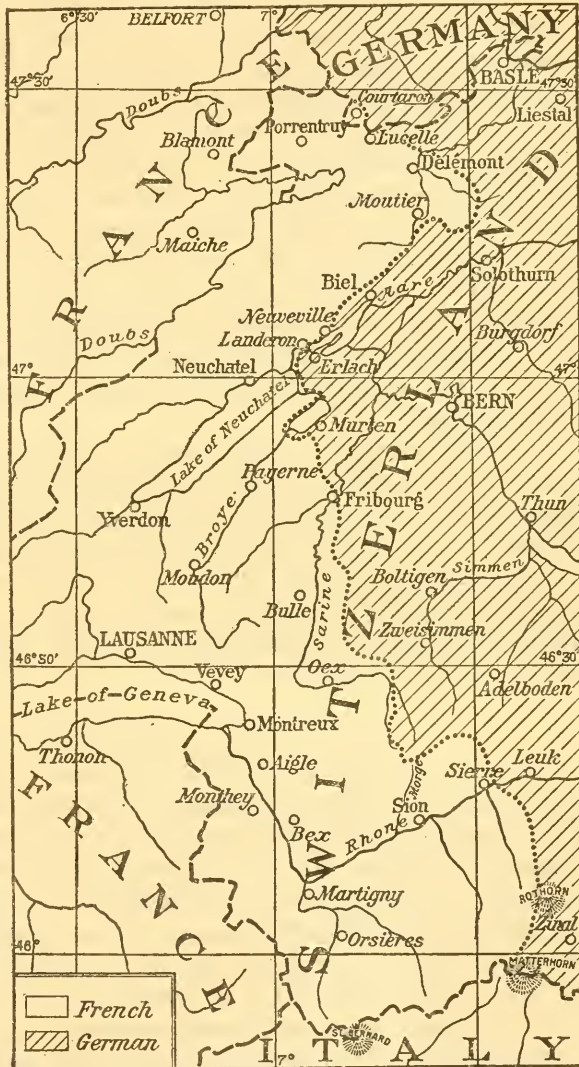 6°30'
7°
BELFORT
GERMANY
47°30'
BASLE
47°30'
Doubs
Courtaron
Liestal
Blamont
Porrentruy
Lucelle
Delémont
FRANCE
Moutier
Maiche
Solothurn
Biel
Aare
Neuveville
Doubs
Landeron
Burgdorf
47°
Neuchatel
Erlach
47°
BERN
Lake of Neuchatel
Murten
Payerne
Fribourg
Yverdon
Broye
Thun
Moudon
Simmen
Boltigen
Bulle
Sarine
Zweisimmen
LAUSANNE
46°30'
Vevey
Oex
46°30'
Adelboden
Lake of Geneva
Montreux
Thonon
Aigle
Morge
Sierre
Leuk
Monthey
Bex
Rhone
Sion
SWITZERLAND
FRANCE
Martigny
ROTHORN
Zinal
46°
Orsières
MATTERHORN
French
German
ST. BERNARD
ITALY
7°